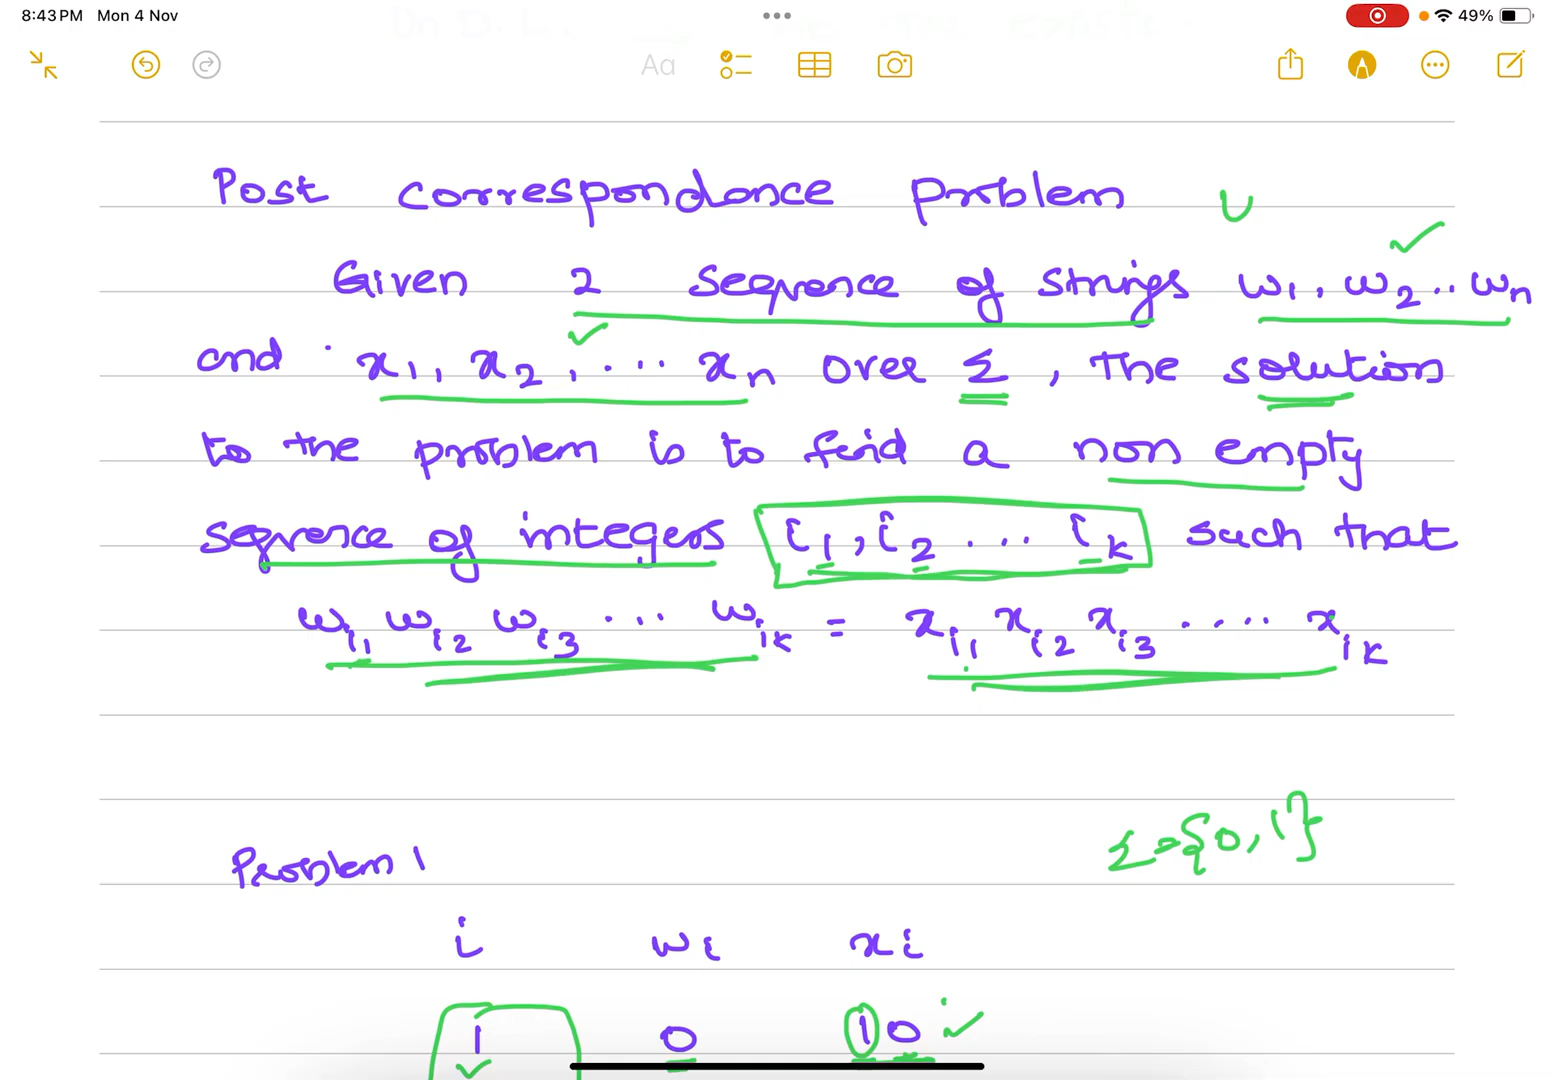 8:43 PM Mon 4 Nov
49%
Aa
Post correspondence problem U
Given 2 sequence of strings w1, w2 .. wn
and x1, x2, ... xn over Σ, the solution
to the problem is to find a non empty
sequence of integers i1, i2 ... ik such that
wi1 wi2 wi3 ... wik = xi1 xi2 xi3 ..... xik
Σ={0,1}
Problem 1
i wi xi
1 0 10